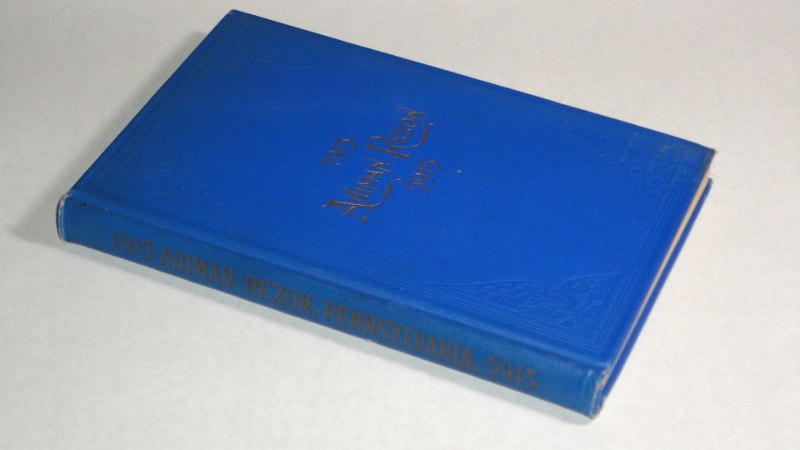 1915
AHIMAN REZON
5915
1915 AHIMAN REZON, PENNSYLVANIA, 5915